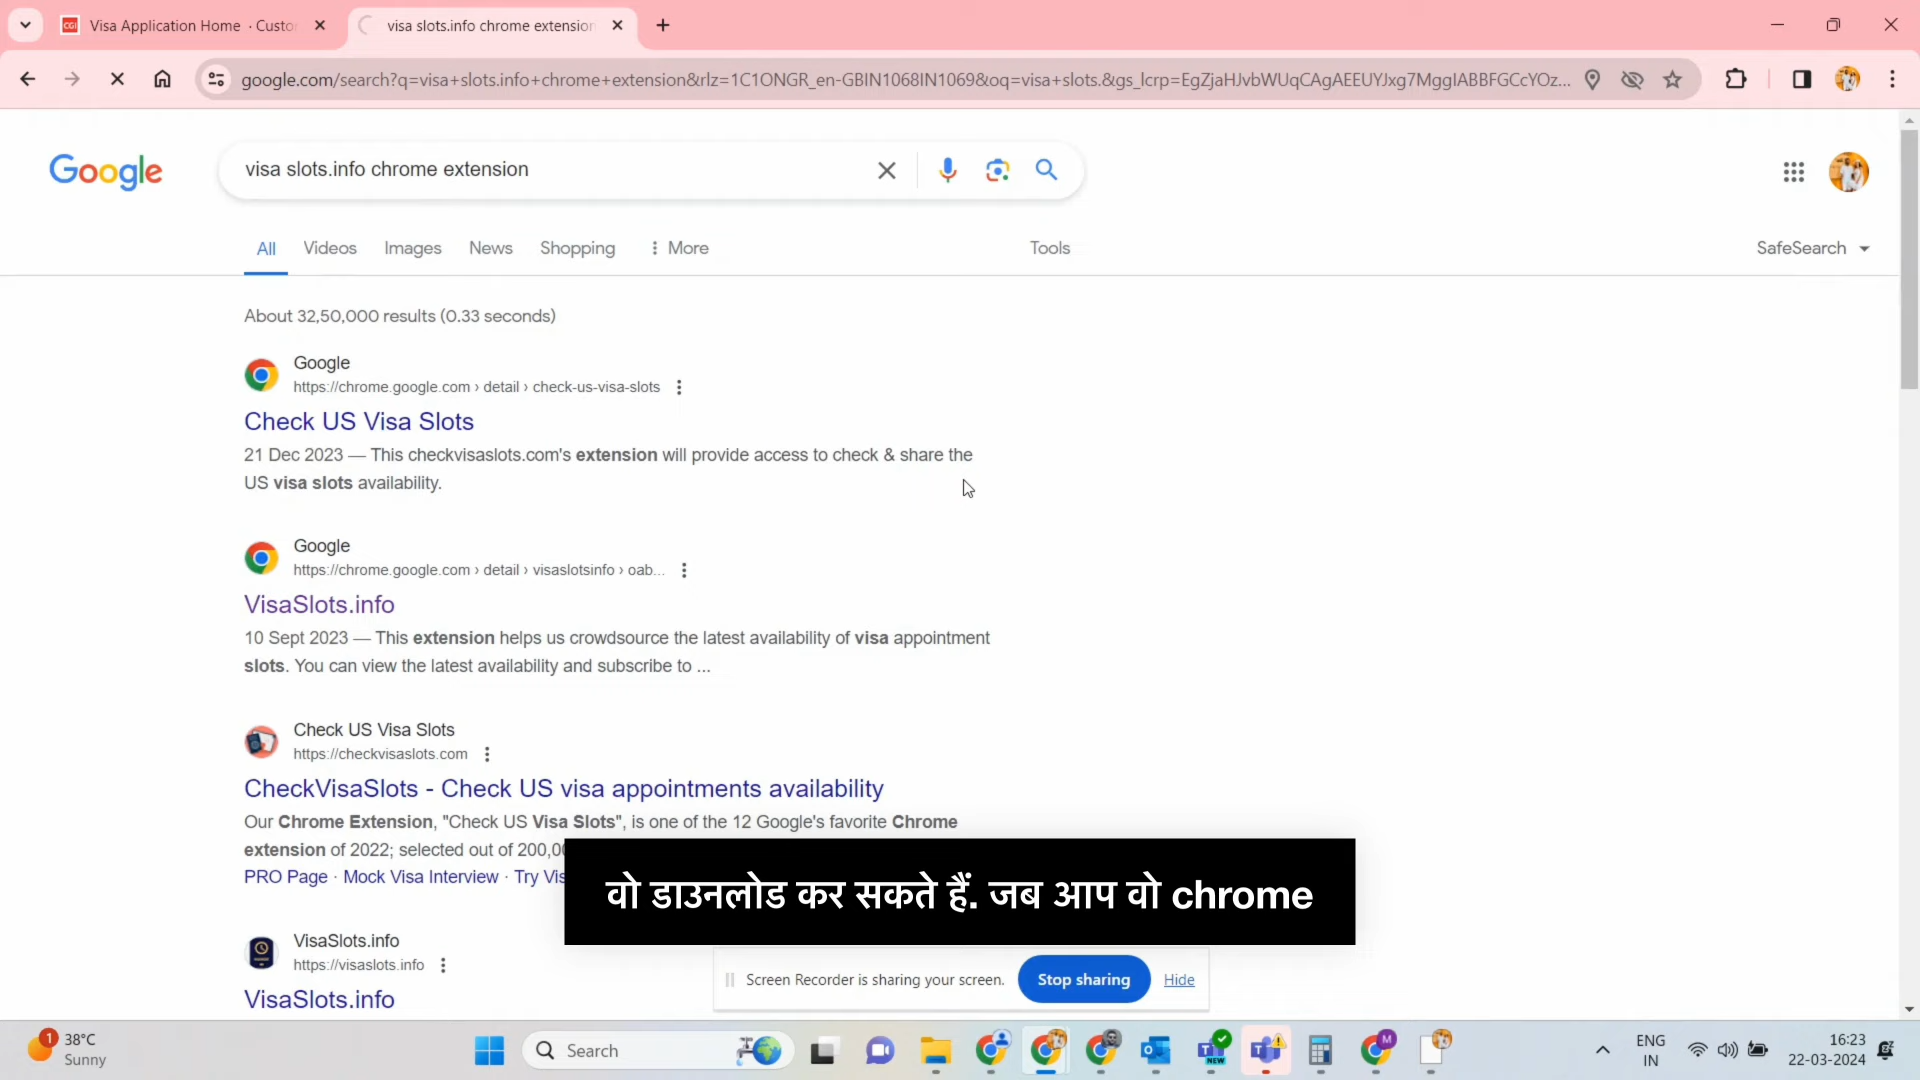 Visa Application Home · Custo
visa slots.info chrome extension
google.com/search?q=visa+slots.info+chrome+extension&rlz=1C1ONGR_en-GBIN1068IN1069&oq=visa+slots.&gs_lcrp=EgZjaHJvbWUqCAgAEEUYJxg7MggIABBFGCcYOz...
Google
visa slots.info chrome extension
All Videos Images News Shopping More Tools SafeSearch
About 32,50,000 results (0.33 seconds)
Google
https://chrome.google.com › detail › check-us-visa-slots
Check US Visa Slots
21 Dec 2023 — This checkvisaslots.com's extension will provide access to check & share the
US visa slots availability.
Google
https://chrome.google.com › detail › visaslotsinfo › oab...
VisaSlots.info
10 Sept 2023 — This extension helps us crowdsource the latest availability of visa appointment
slots. You can view the latest availability and subscribe to ...
Check US Visa Slots
https://checkvisaslots.com
CheckVisaSlots - Check US visa appointments availability
Our Chrome Extension, "Check US Visa Slots", is one of the 12 Google's favorite Chrome
extension of 2022; selected out of 200,00
PRO Page · Mock Visa Interview · Try Vis
वो डाउनलोड कर सकते हैं. जब आप वो chrome
VisaSlots.info
https://visaslots.info
VisaSlots.info
Screen Recorder is sharing your screen. Stop sharing Hide
1
38°C
Sunny
Search
NEW
M
ENG
IN
16:23
22-03-2024